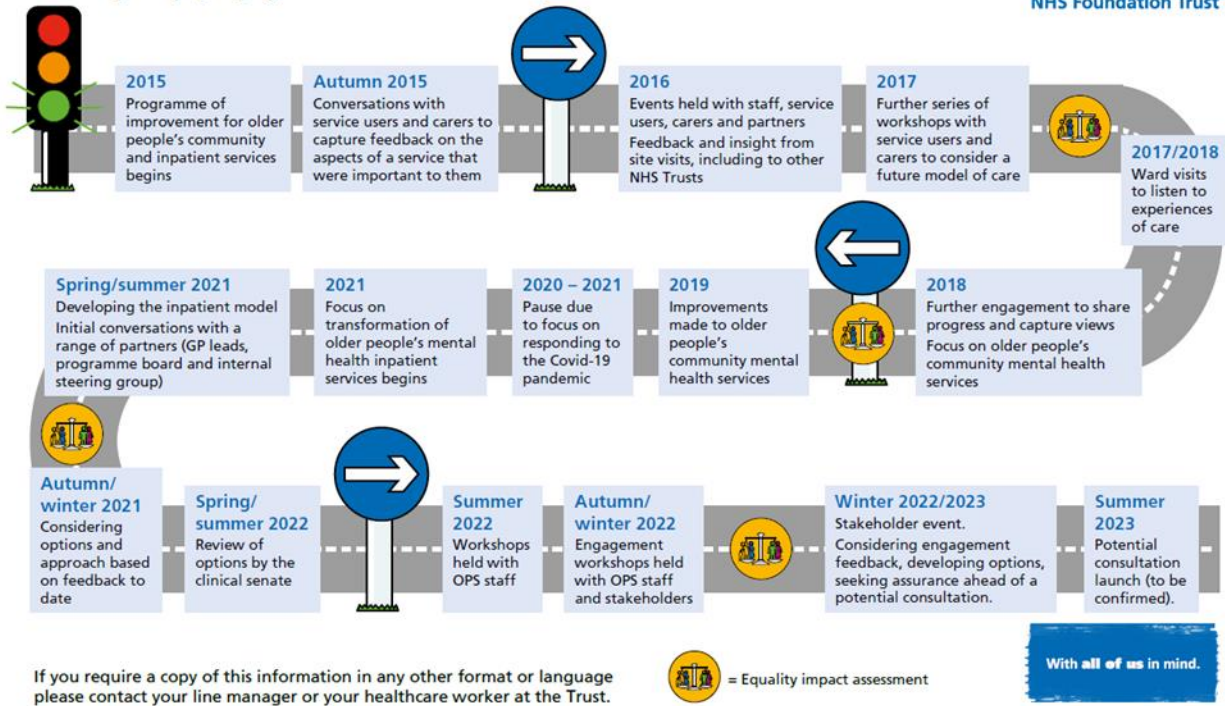 NHS Foundation Trust
2015
Programme of
improvement for older
people's community
and inpatient services
begins
Autumn 2015
Conversations with
service users and carers to
capture feedback on the
aspects of a service that
were important to them
2016
Events held with staff, service
users, carers and partners
Feedback and insight from
site visits, including to other
NHS Trusts
2017
Further series of
workshops with
service users and
carers to consider a
future model of care
2017/2018
Ward visits
to listen to
experiences
of care
2018
Further engagement to share
progress and capture views
Focus on older people's
community mental health
services
2019
Improvements
made to older
people's
community mental
health services
2020 – 2021
Pause due
to focus on
responding to
the Covid-19
pandemic
2021
Focus on
transformation of
older people's mental
health inpatient
services begins
Spring/summer 2021
Developing the inpatient model
Initial conversations with a
range of partners (GP leads,
programme board and internal
steering group)
Autumn/
winter 2021
Considering
options and
approach based
on feedback to
date
Spring/
summer 2022
Review of
options by the
clinical senate
Summer
2022
Workshops
held with
OPS staff
Autumn/
winter 2022
Engagement
workshops held
with OPS staff
and stakeholders
Winter 2022/2023
Stakeholder event.
Considering engagement
feedback, developing options,
seeking assurance ahead of a
potential consultation.
Summer
2023
Potential
consultation
launch (to be
confirmed).
If you require a copy of this information in any other format or language
please contact your line manager or your healthcare worker at the Trust.
= Equality impact assessment
With all of us in mind.